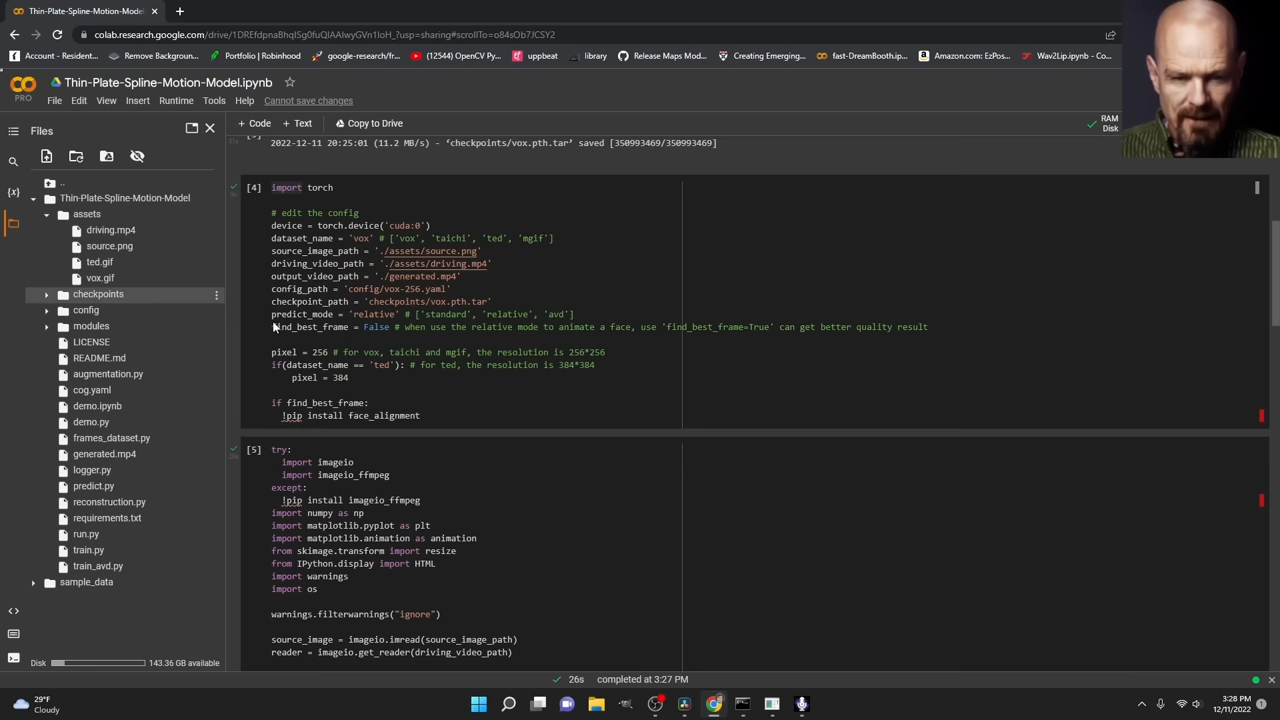 Thin-Plate-Spline-Motion-Model.ip
colab.research.google.com/drive/1DREfdpnaBhqISg0fuQIAAlwyGVn1loH_?usp=sharing#scrollTo=o84sOb7JCSY2
Account - Resident... Remove Background... Portfolio | Robinhood google-research/fr... (12544) OpenCV Py... uppbeat library Release Maps Mod... Creating Emerging... fast-DreamBooth.ip... Amazon.com: EzPos... Wav2Lip.ipynb - Co...
Thin-Plate-Spline-Motion-Model.ipynb
PRO
File Edit View Insert Runtime Tools Help Cannot save changes
Files
+ Code + Text Copy to Drive
RAM
Disk
2022-12-11 20:25:01 (11.2 MB/s) - ‘checkpoints/vox.pth.tar’ saved [350993469/350993469]
..
Thin-Plate-Spline-Motion-Model
assets
driving.mp4
source.png
ted.gif
vox.gif
checkpoints
config
modules
LICENSE
README.md
augmentation.py
cog.yaml
demo.ipynb
demo.py
frames_dataset.py
generated.mp4
logger.py
predict.py
reconstruction.py
requirements.txt
run.py
train.py
train_avd.py
sample_data
Disk 143.36 GB available
[4] import torch
# edit the config
device = torch.device('cuda:0')
dataset_name = 'vox' # ['vox', 'taichi', 'ted', 'mgif']
source_image_path = './assets/source.png'
driving_video_path = './assets/driving.mp4'
output_video_path = './generated.mp4'
config_path = 'config/vox-256.yaml'
checkpoint_path = 'checkpoints/vox.pth.tar'
predict_mode = 'relative' # ['standard', 'relative', 'avd']
find_best_frame = False # when use the relative mode to animate a face, use 'find_best_frame=True' can get better quality result
pixel = 256 # for vox, taichi and mgif, the resolution is 256*256
if(dataset_name == 'ted'): # for ted, the resolution is 384*384
pixel = 384
if find_best_frame:
!pip install face_alignment
[5] try:
import imageio
import imageio_ffmpeg
except:
!pip install imageio_ffmpeg
import numpy as np
import matplotlib.pyplot as plt
import matplotlib.animation as animation
from skimage.transform import resize
from IPython.display import HTML
import warnings
import os
warnings.filterwarnings("ignore")
source_image = imageio.imread(source_image_path)
reader = imageio.get_reader(driving_video_path)
26s completed at 3:27 PM
29°F
Cloudy
3:28 PM
12/11/2022